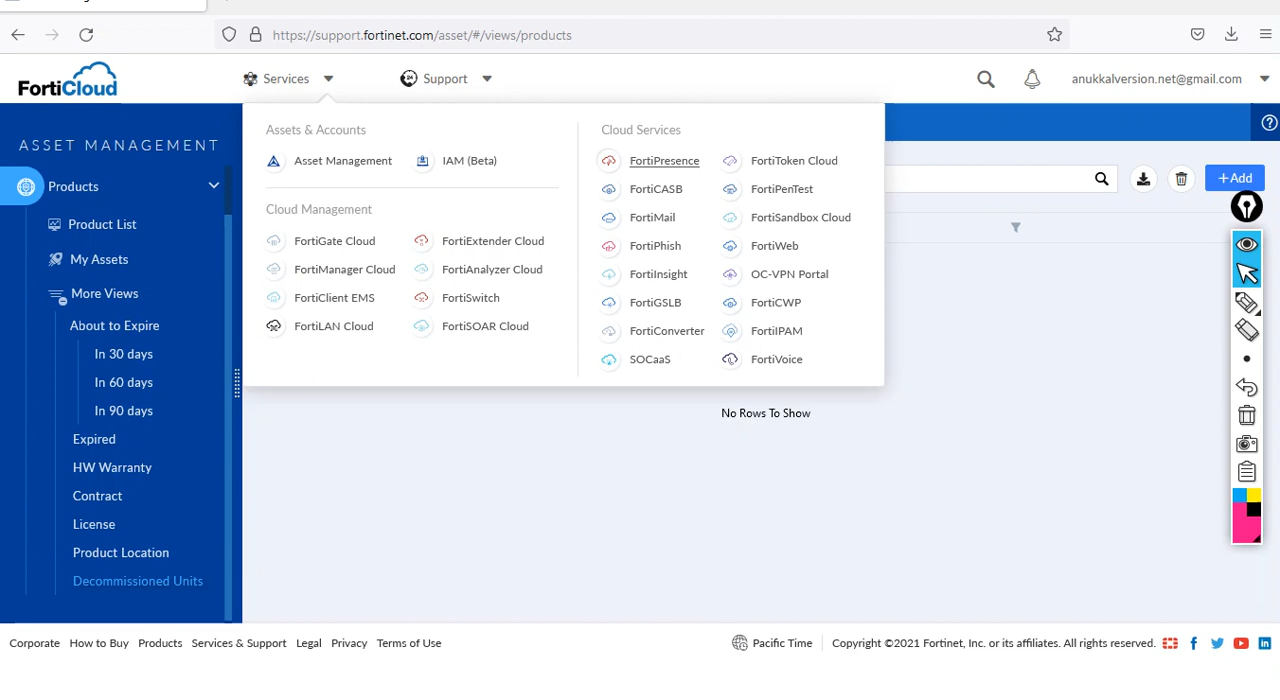 https://support.fortinet.com/asset/#/views/products
FortiCloud
Services
Support
anukkalversion.net@gmail.com
ASSET MANAGEMENT
Products
Product List
My Assets
More Views
About to Expire
In 30 days
In 60 days
In 90 days
Expired
HW Warranty
Contract
License
Product Location
Decommissioned Units
Assets & Accounts
Asset Management
IAM (Beta)
Cloud Management
FortiGate Cloud
FortiExtender Cloud
FortiManager Cloud
FortiAnalyzer Cloud
FortiClient EMS
FortiSwitch
FortiLAN Cloud
FortiSOAR Cloud
Cloud Services
FortiPresence
FortiToken Cloud
FortiCASB
FortiPenTest
FortiMail
FortiSandbox Cloud
FortiPhish
FortiWeb
FortiInsight
OC-VPN Portal
FortiGSLB
FortiCWP
FortiConverter
FortiIPAM
SOCaaS
FortiVoice
+Add
No Rows To Show
Corporate How to Buy Products Services & Support Legal Privacy Terms of Use
Pacific Time
Copyright ©2021 Fortinet, Inc. or its affiliates. All rights reserved.